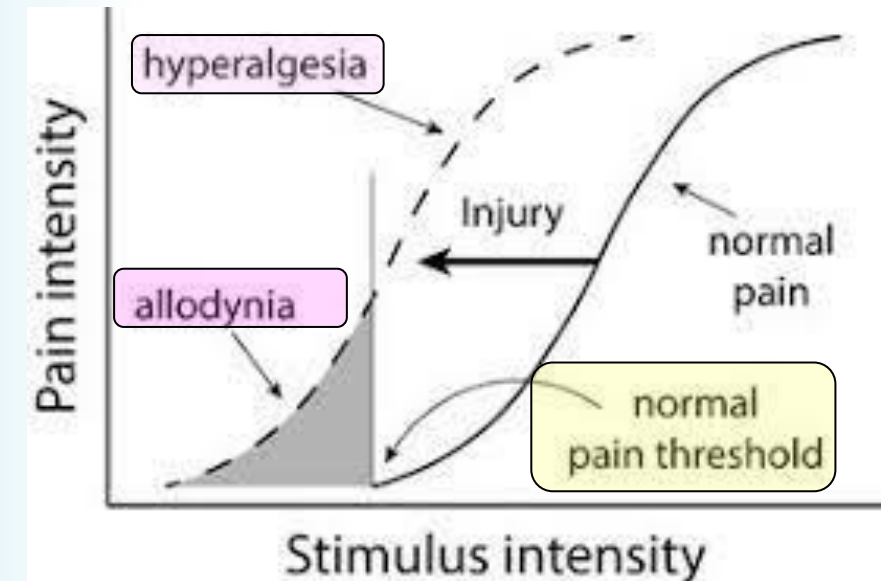 hyperalgesia
Injury
normal
pain
allodynia
normal
pain threshold
Pain intensity
Stimulus intensity